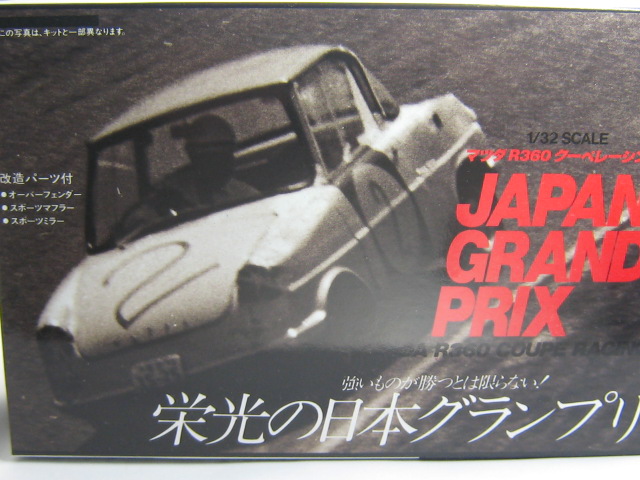 この写真は、キットと一部異なります。
1/32 SCALE
マツダ R360 クーペレーシン
改造パーツ付
●オーバーフェンダー
●スポーツマフラー
●スポーツミラー
JAPAN
GRAND
PRIX
R360 COUPE RACIN
強いものが勝つとは限らない!
栄光の日本グランプリ
2